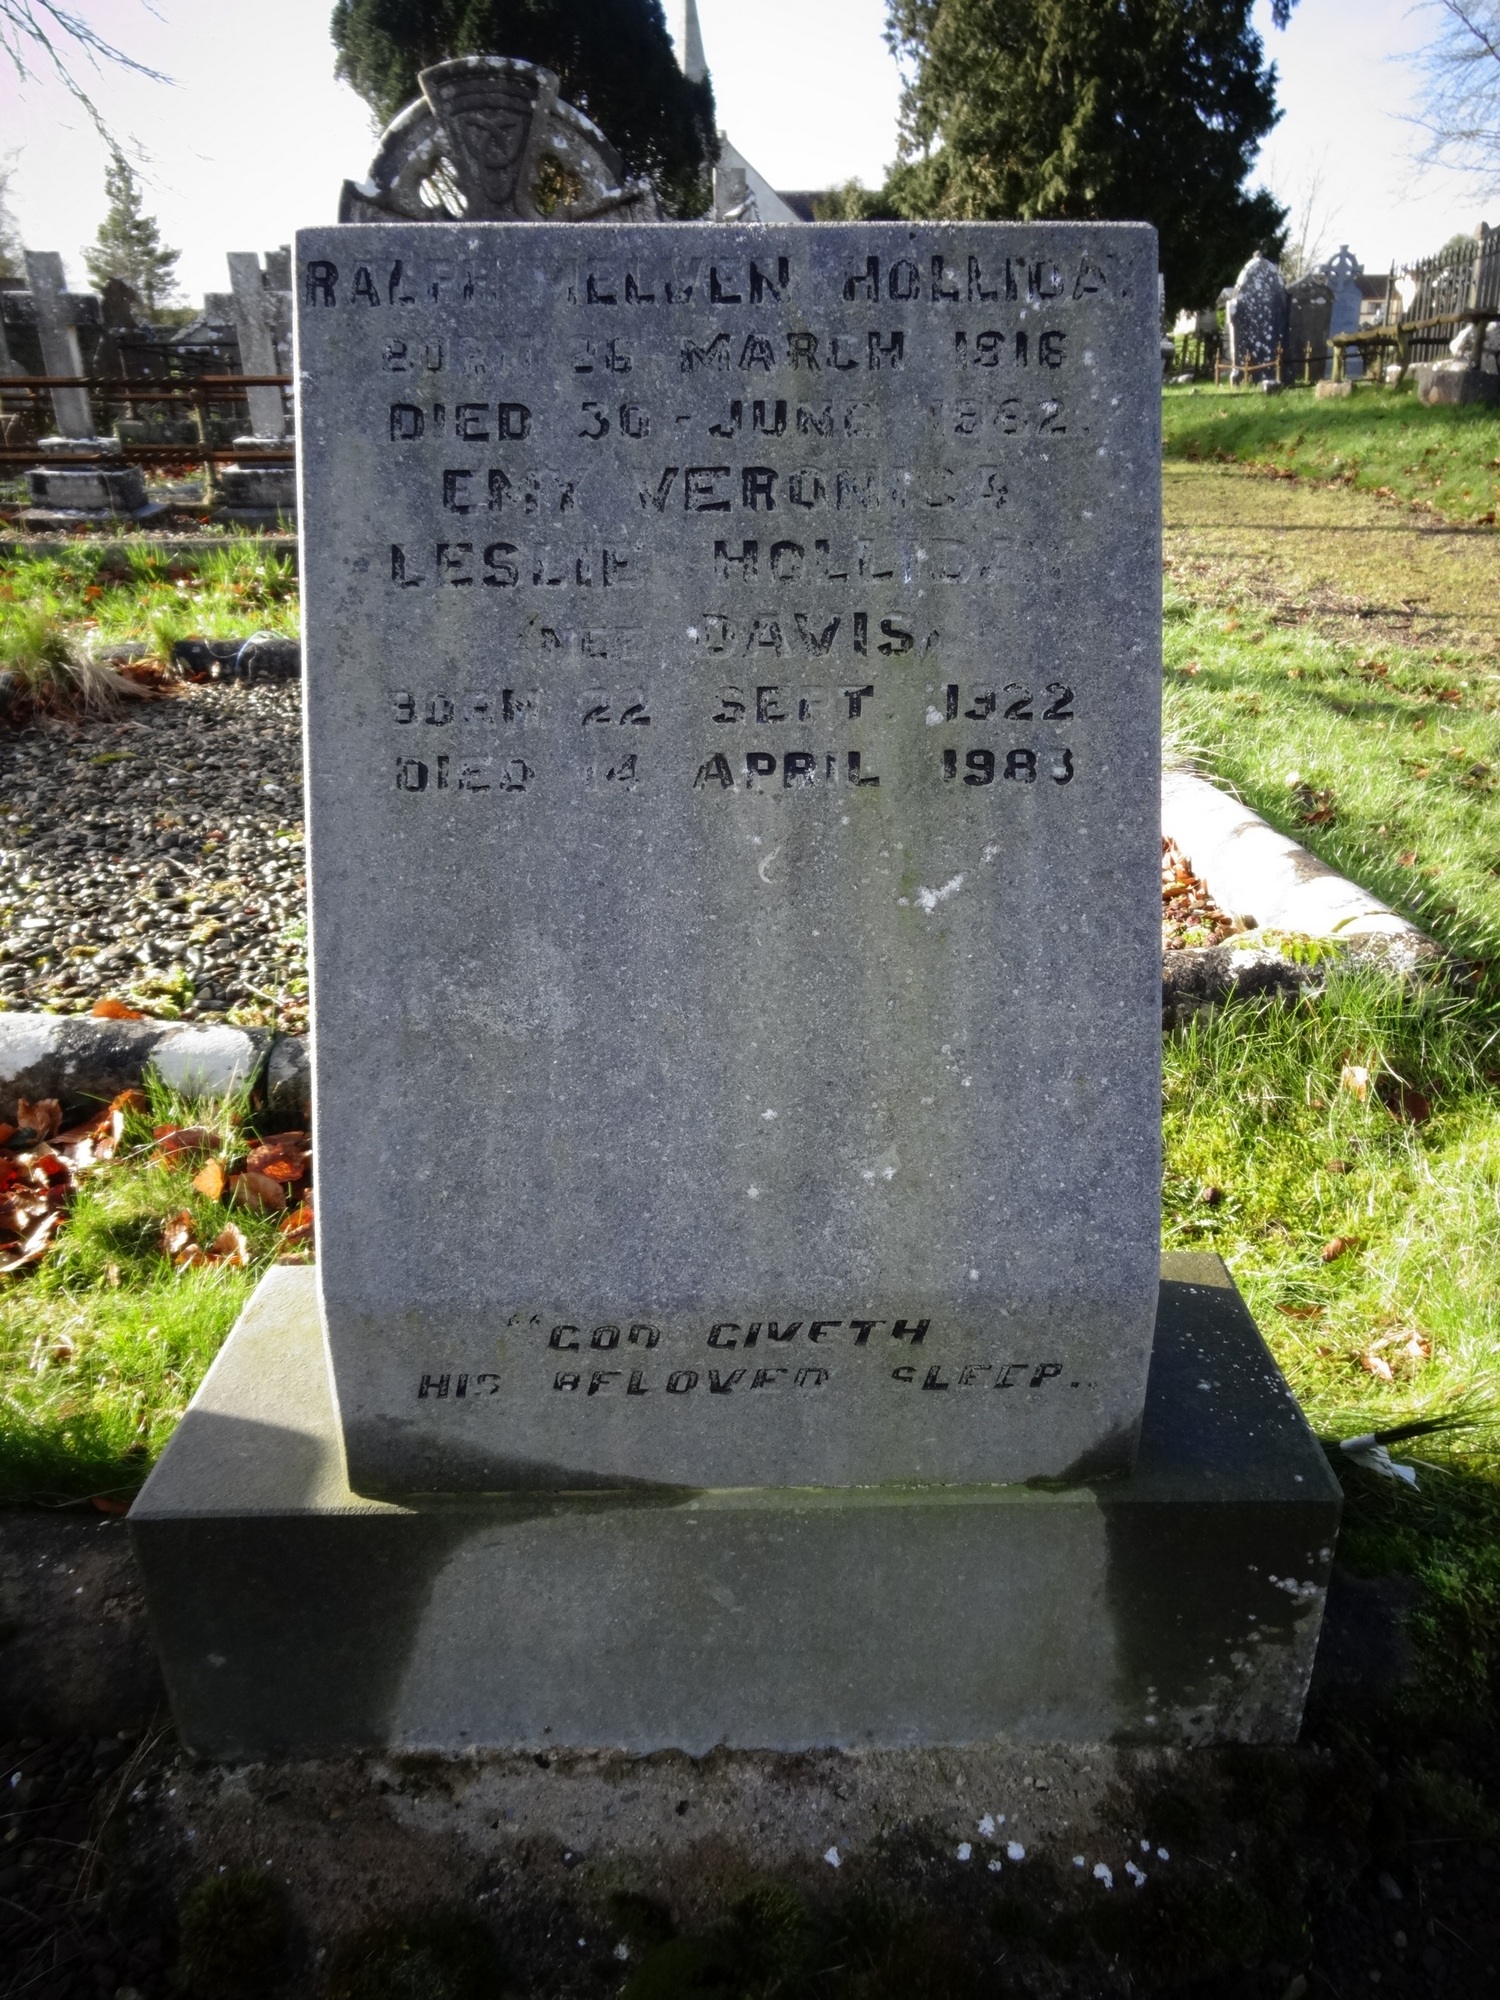 RALPH KELVEN HOLLIDAY
BORN 26 MARCH 1916
DIED 30 JUNE 1962.
EMY VERONICA
LESLIE HOLLIDAY
(NEE DAVIS)
BORN 22 SEPT. 1922
DIED 14 APRIL 1983
"GOD GIVETH
HIS BELOVED SLEEP.."